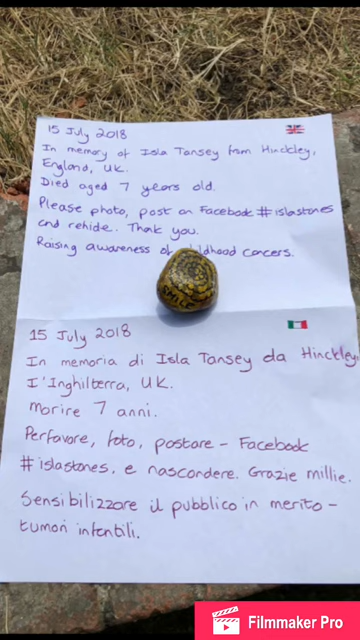 15 July 2018
In memory of Isla Tansey from Hinckley,
England, UK.
Died aged 7 years old.
Please photo, post on Facebook #islastones
and rehide. Thank you.
Raising awareness of childhood cancers.
15 July 2018
In memoria di Isla Tansey da Hinckley,
I'Inghilterra, UK.
Morire 7 anni.
Perfavore, foto, postare - Facebook
#islastones, e nascondere. Grazie millie.
Sensibilizzare il pubblico in merito -
tumori infantili.
Filmmaker Pro